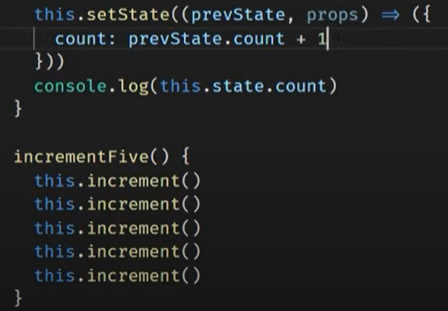 this.setState((prevState, props) => ({
count: prevState.count + 1
}))
console.log(this.state.count)
}
incrementFive() {
this.increment()
this.increment()
this.increment()
this.increment()
this.increment()
}